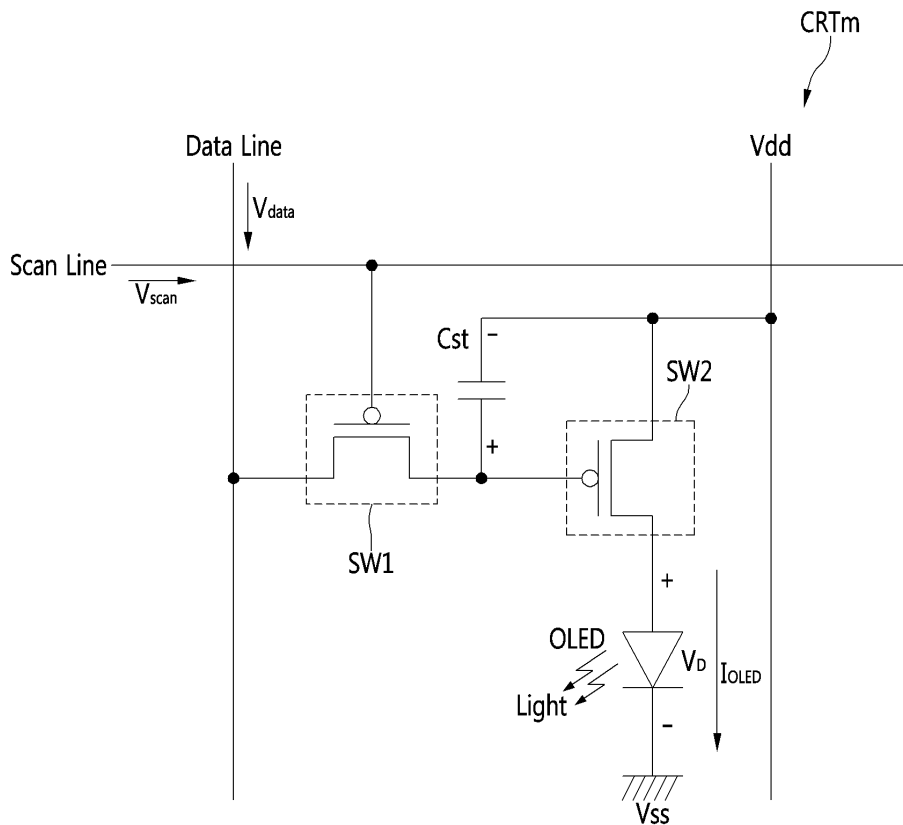 CRTm
Data Line
Vdd
Vdata
Scan Line
Vscan
Cst
−
SW2
+
SW1
+
OLED
VD
IOLED
Light
−
Vss